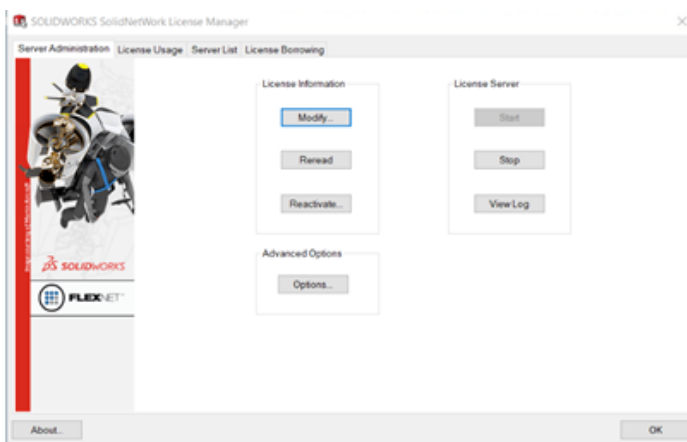 SOLIDWORKS SolidNetWork License Manager
Server Administration License Usage Server List License Borrowing
License Information
License Server
Modify...
Start
Reread
Stop
Reactivate...
View Log
Advanced Options
Options...
SOLIDWORKS
FLEXNET
About...
OK